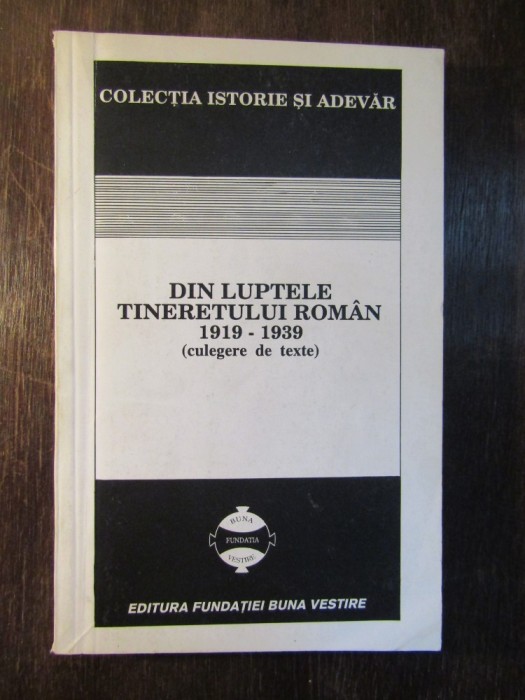 COLECȚIA ISTORIE ȘI ADEVĂR
DIN LUPTELE
TINERETULUI ROMÂN
1919 - 1939
(culegere de texte)
BUNA
FUNDATIA
VESTIRE
EDITURA FUNDAȚIEI BUNA VESTIRE